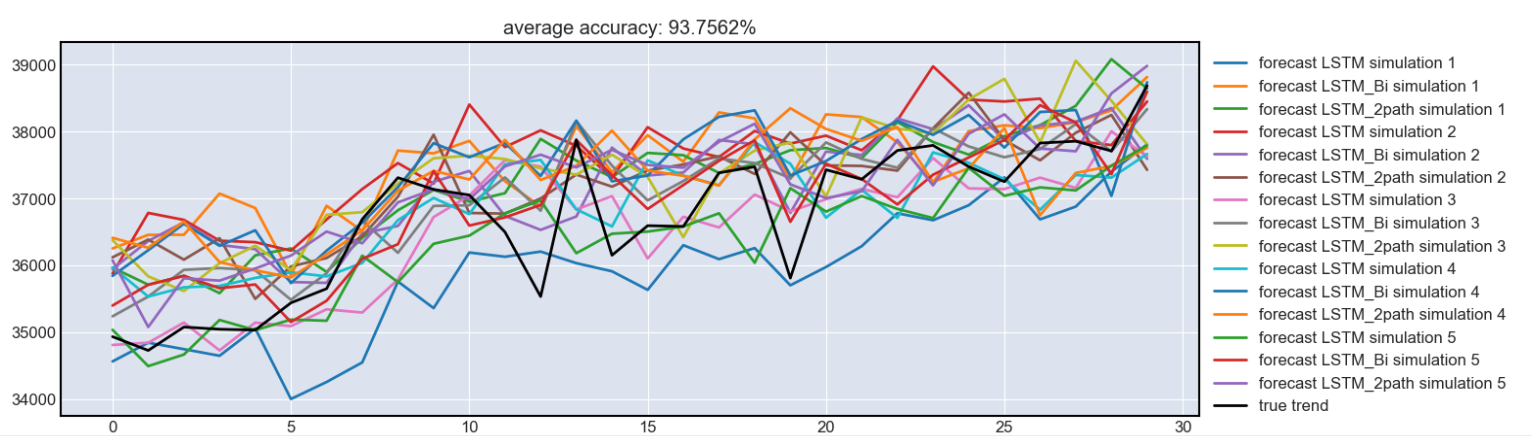 average accuracy: 93.7562%
39000
38000
37000
36000
35000
34000
0 5 10 15 20 25 30
forecast LSTM simulation 1
forecast LSTM_Bi simulation 1
forecast LSTM_2path simulation 1
forecast LSTM simulation 2
forecast LSTM_Bi simulation 2
forecast LSTM_2path simulation 2
forecast LSTM simulation 3
forecast LSTM_Bi simulation 3
forecast LSTM_2path simulation 3
forecast LSTM simulation 4
forecast LSTM_Bi simulation 4
forecast LSTM_2path simulation 4
forecast LSTM simulation 5
forecast LSTM_Bi simulation 5
forecast LSTM_2path simulation 5
true trend